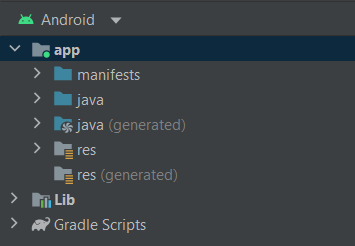 Android
app
manifests
java
java (generated)
res
res (generated)
Lib
Gradle Scripts